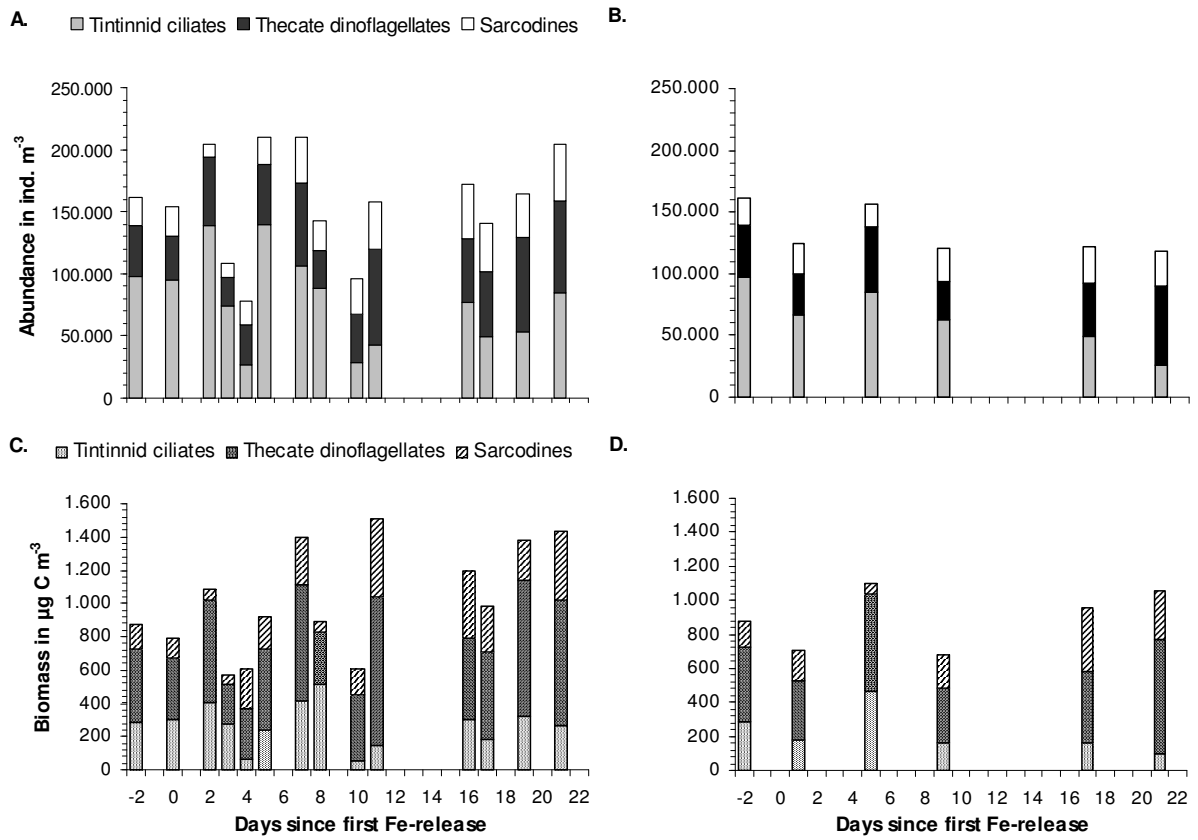 A.
Tintinnid ciliates Thecate dinoflagellates Sarcodines
Abundance in ind. m-3
250.000
200.000
150.000
100.000
50.000
0
B.
250.000
200.000
150.000
100.000
50.000
0
C.
Tintinnid ciliates Thecate dinoflagellates Sarcodines
Biomass in µg C m-3
1.600
1.400
1.200
1.000
800
600
400
200
0
-2 0 2 4 6 8 10 12 14 16 18 20 22
Days since first Fe-release
D.
1.600
1.400
1.200
1.000
800
600
400
200
0
-2 0 2 4 6 8 10 12 14 16 18 20 22
Days since first Fe-release